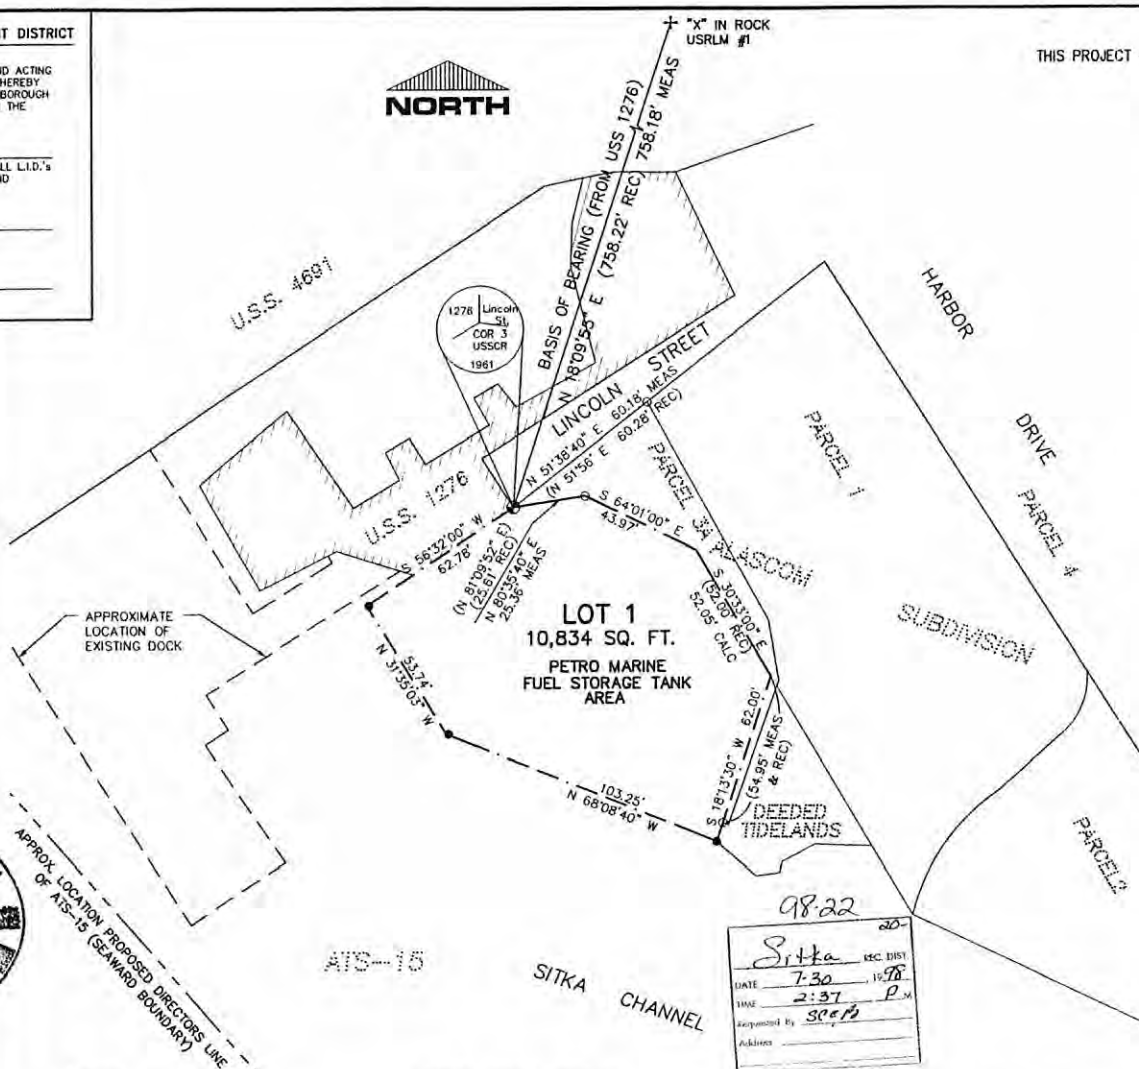 T DISTRICT
D ACTING
HEREBY
BOROUGH
THE
LL L.I.D.'s
D
NORTH
"X" IN ROCK
USRLM #1
THIS PROJECT
BASIS OF BEARING (FROM USS 1276)
N 18°09'55" E (758.22' REC) 758.18' MEAS
U.S.S. 4691
1276 Lincoln
St.
COR 3
USSCR
1961
LINCOLN STREET
N 51°38'40" E 60.18' MEAS
(N 51°56' E 60.28' REC)
HARBOR
DRIVE
PARCEL 1
PARCEL 4
PARCEL 3A
ALASCOM
SUBDIVISION
PARCEL 2
U.S.S. 1276
S 56°32'00" W
62.78'
(N 81°09'52" E)
(25.61' REC)
N 80°35'40" E
25.36' MEAS
S 64°01'00" E
43.97'
S 30°33'00" E
(52.00' REC)
52.05' CALC
LOT 1
10,834 SQ. FT.
PETRO MARINE
FUEL STORAGE TANK
AREA
APPROXIMATE
LOCATION OF
EXISTING DOCK
53.74'
N 31°35'03" W
103.25'
N 68°08'40" W
S 18°13'30" W 62.00'
(54.95' MEAS
& REC)
DEEDED
TIDELANDS
APPROX. LOCATION PROPOSED DIRECTORS LINE
OF ATS-15 (SEAWARD BOUNDARY)
ATS-15
SITKA CHANNEL
98-22
20-
Sitka REC. DIST.
DATE 7-30 1998
TIME 2:37 P M
Requested By
Address